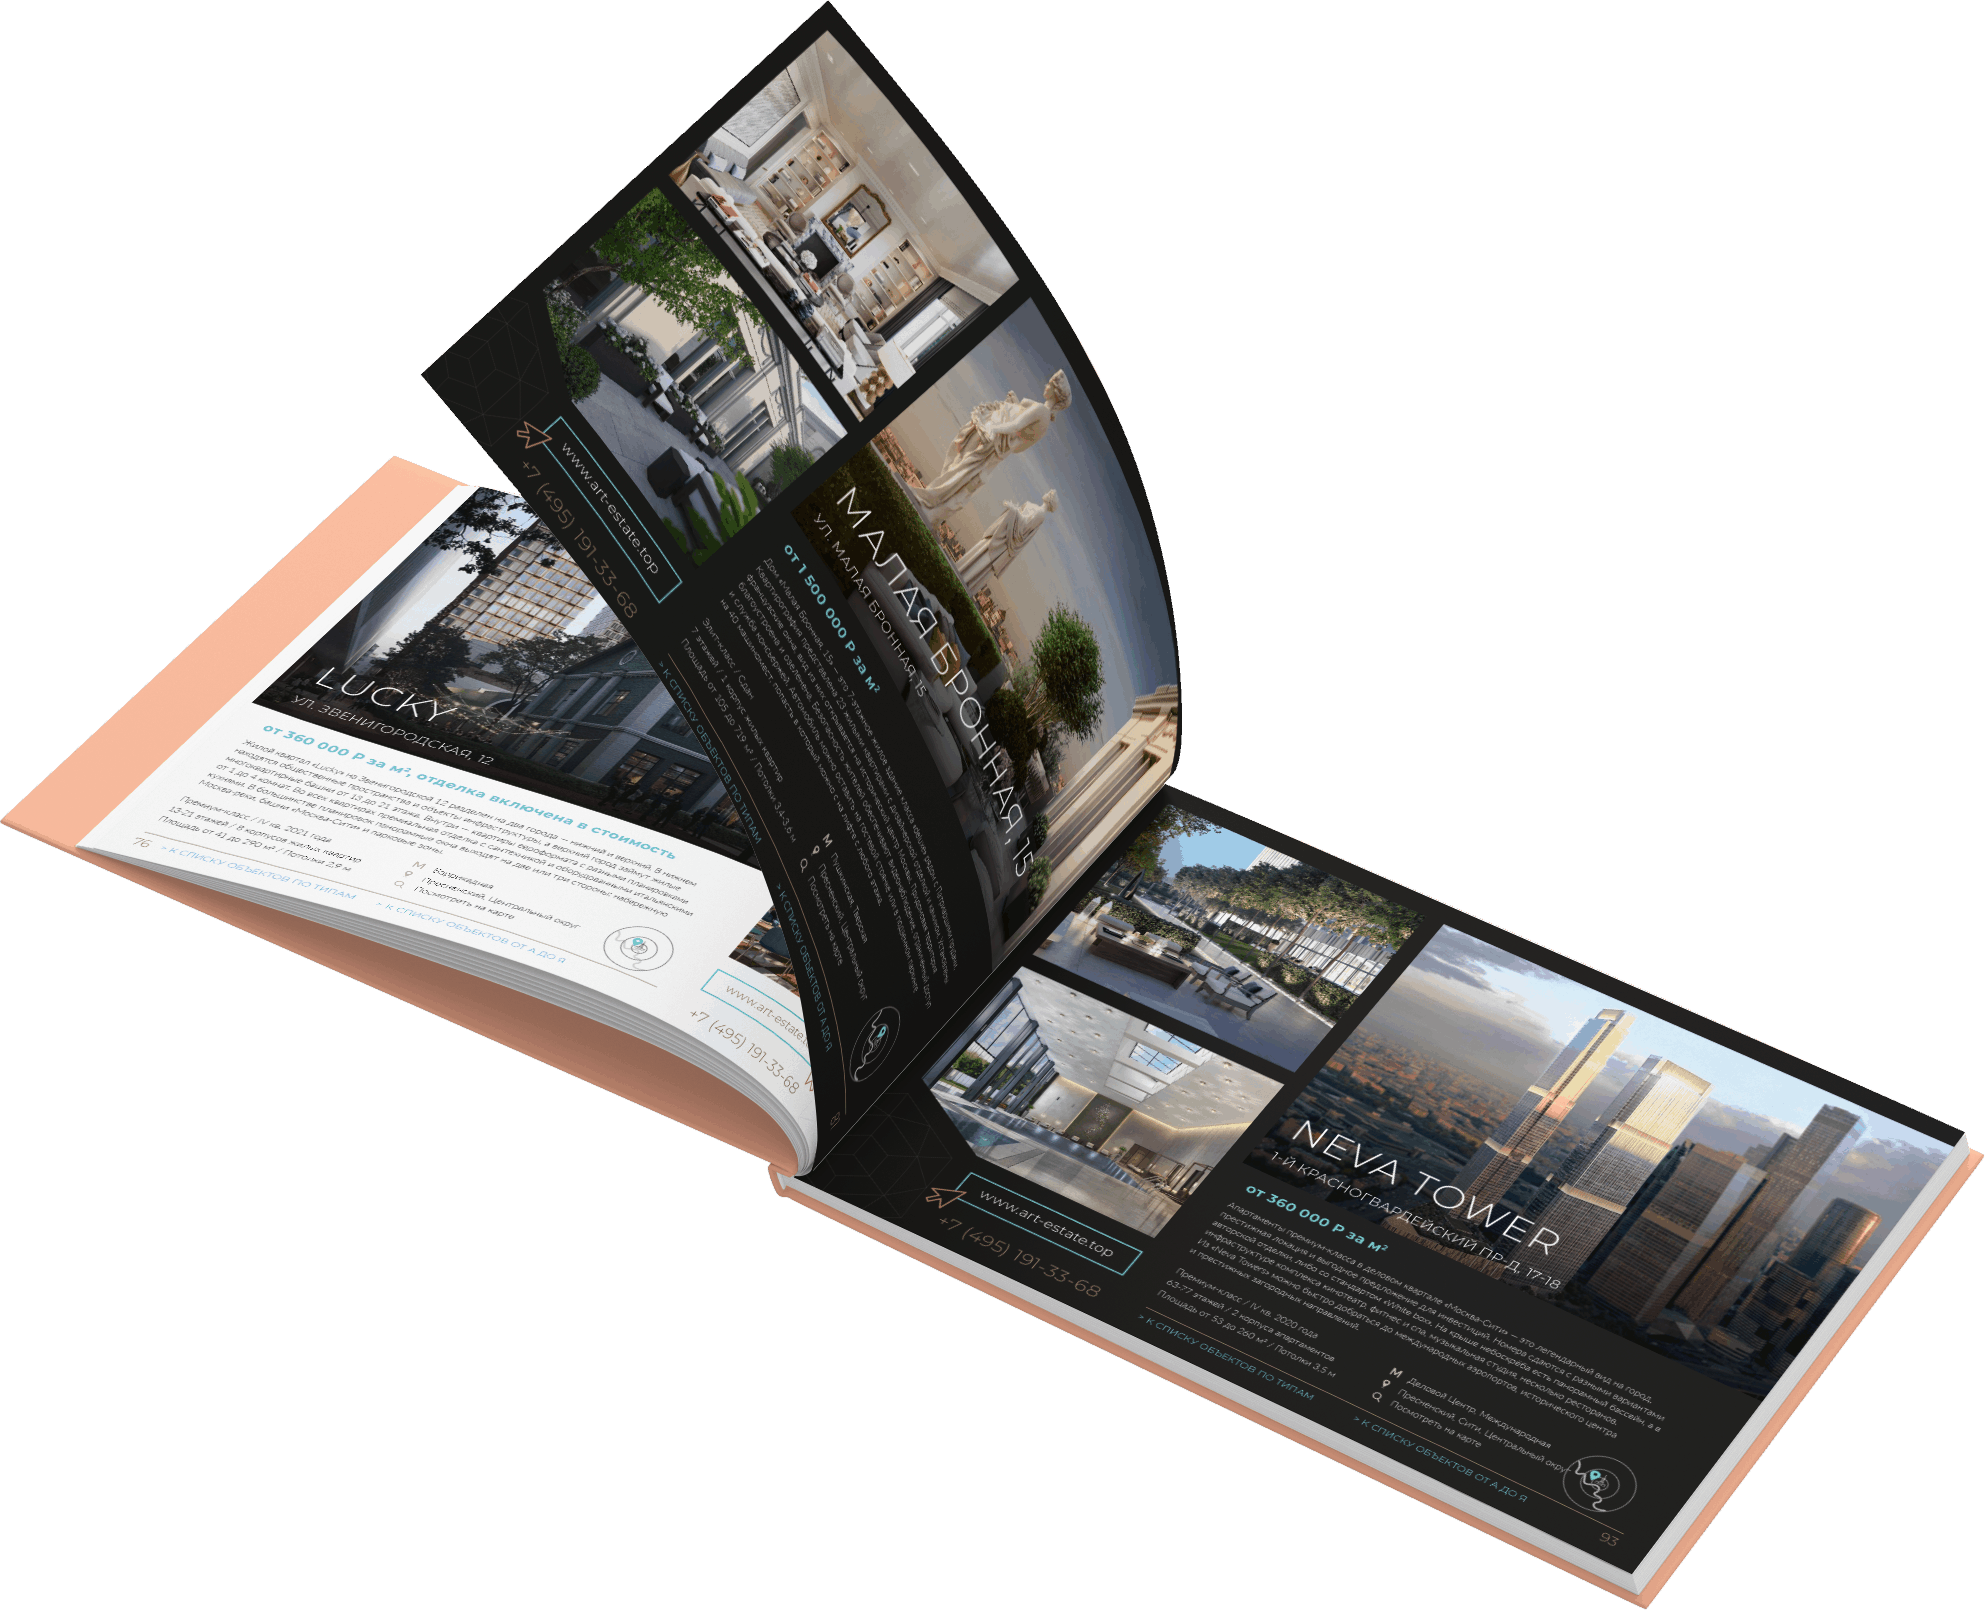 LUCKY
УЛ. ЗВЕНИГОРОДСКАЯ, 12
от 360 000 Р за м², отделка включена в стоимость
Жилой квартал «Lucky» на Звенигородской 12 разделен на два города — нижний и верхний. В нижнем
находятся общественные пространства и объекты инфраструктуры, а верхний город займут жилые
многоквартирные башни от 13 до 21 этажа. Внутри — квартиры евроформата с разными планировками
от 1 до 4 комнат. Во всех квартирах премиальная отделка с сантехникой и оборудованными итальянскими
кухнями. В большинстве планировок панорамные окна выходят на две или три стороны: набережную
Москва-реки, башни «Москва-Сити» и парковые зоны.
Премиум-класс / IV кв. 2021 года
13-21 этажей / 8 корпусов жилых квартир
Площадь от 41 до 290 м² / Потолки 2,9 м
М Баррикадная
Пресненский, Центральный округ
Посмотреть на карте
76
> К СПИСКУ ОБЪЕКТОВ ПО ТИПАМ
> К СПИСКУ ОБЪЕКТОВ ОТ А ДО Я
www.art-estate.
+7 (495) 191-33-68
МАЛАЯ БРОННАЯ, 15
УЛ. МАЛАЯ БРОННАЯ, 15
от 1 500 000 Р за м²
Элит-класс / Сдан
7 этажей / 1 корпус жилых квартир
Площадь от 105 до 719 м² / Потолки 3,14-3,6 м
М Пушкинская, Тверская
Пресненский, Центральный округ
Посмотреть на карте
> К СПИСКУ ОБЪЕКТОВ ПО ТИПАМ
> К СПИСКУ ОБЪЕКТОВ ОТ А ДО Я
www.art-estate.top
+7 (495) 191-33-68
NEVA TOWER
1-Й КРАСНОГВАРДЕЙСКИЙ ПР-Д, 17-18
от 360 000 Р за м²
Апартаменты премиум-класса в деловом квартале «Москва-Сити» — это легендарный вид на город,
престижная локация и выгодное предложение для инвестиций. Номера сдаются с разными вариантами
авторской отделки, либо со стандартом «White box». На крыше небоскреба есть панорамный бассейн, а в
инфраструктуре комплекса кинотеатр, фитнес и спа, музыкальная студия, несколько ресторанов.
Из «Neva Towers» можно быстро добраться до международных аэропортов, исторического центра
и престижных загородных направлений.
Премиум-класс / IV кв. 2020 года
63-77 этажей / 2 корпуса апартаментов
Площадь от 53 до 260 м² / Потолки 3,5 м
М Деловой Центр, Международная
Пресненский, Сити, Центральный округ
Посмотреть на карте
> К СПИСКУ ОБЪЕКТОВ ПО ТИПАМ
> К СПИСКУ ОБЪЕКТОВ ОТ А ДО Я
93
www.art-estate.top
+7 (495) 191-33-68